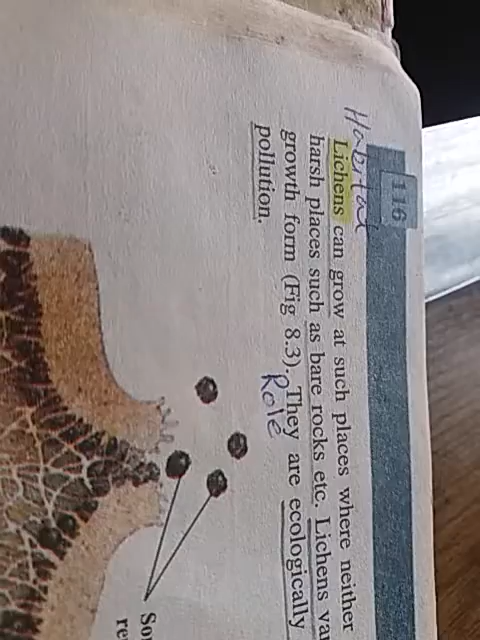 116
Habital
Lichens can grow at such places where neither
harsh places such as bare rocks etc. Lichens va
growth form (Fig 8.3). They are ecologically
Role
pollution.
So
re